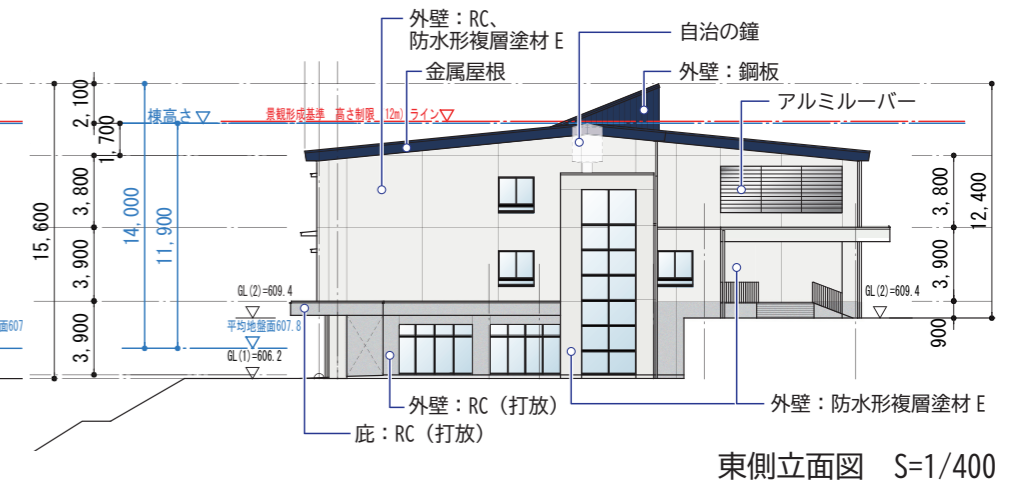 外壁：RC、
防水形複層塗材 E
自治の鐘
金属屋根
外壁：鋼板
アルミルーバー
棟高さ
景観形成基準 高さ制限 12m) ライン
2,100
1,700
3,800
3,900
3,900
15,600
14,000
11,900
3,800
3,900
900
12,400
GL(2)=609.4
GL(2)=609.4
面607
平均地盤面607.8
GL(1)=606.2
外壁：RC（打放）
外壁：防水形複層塗材 E
庇：RC（打放）
東側立面図 S=1/400